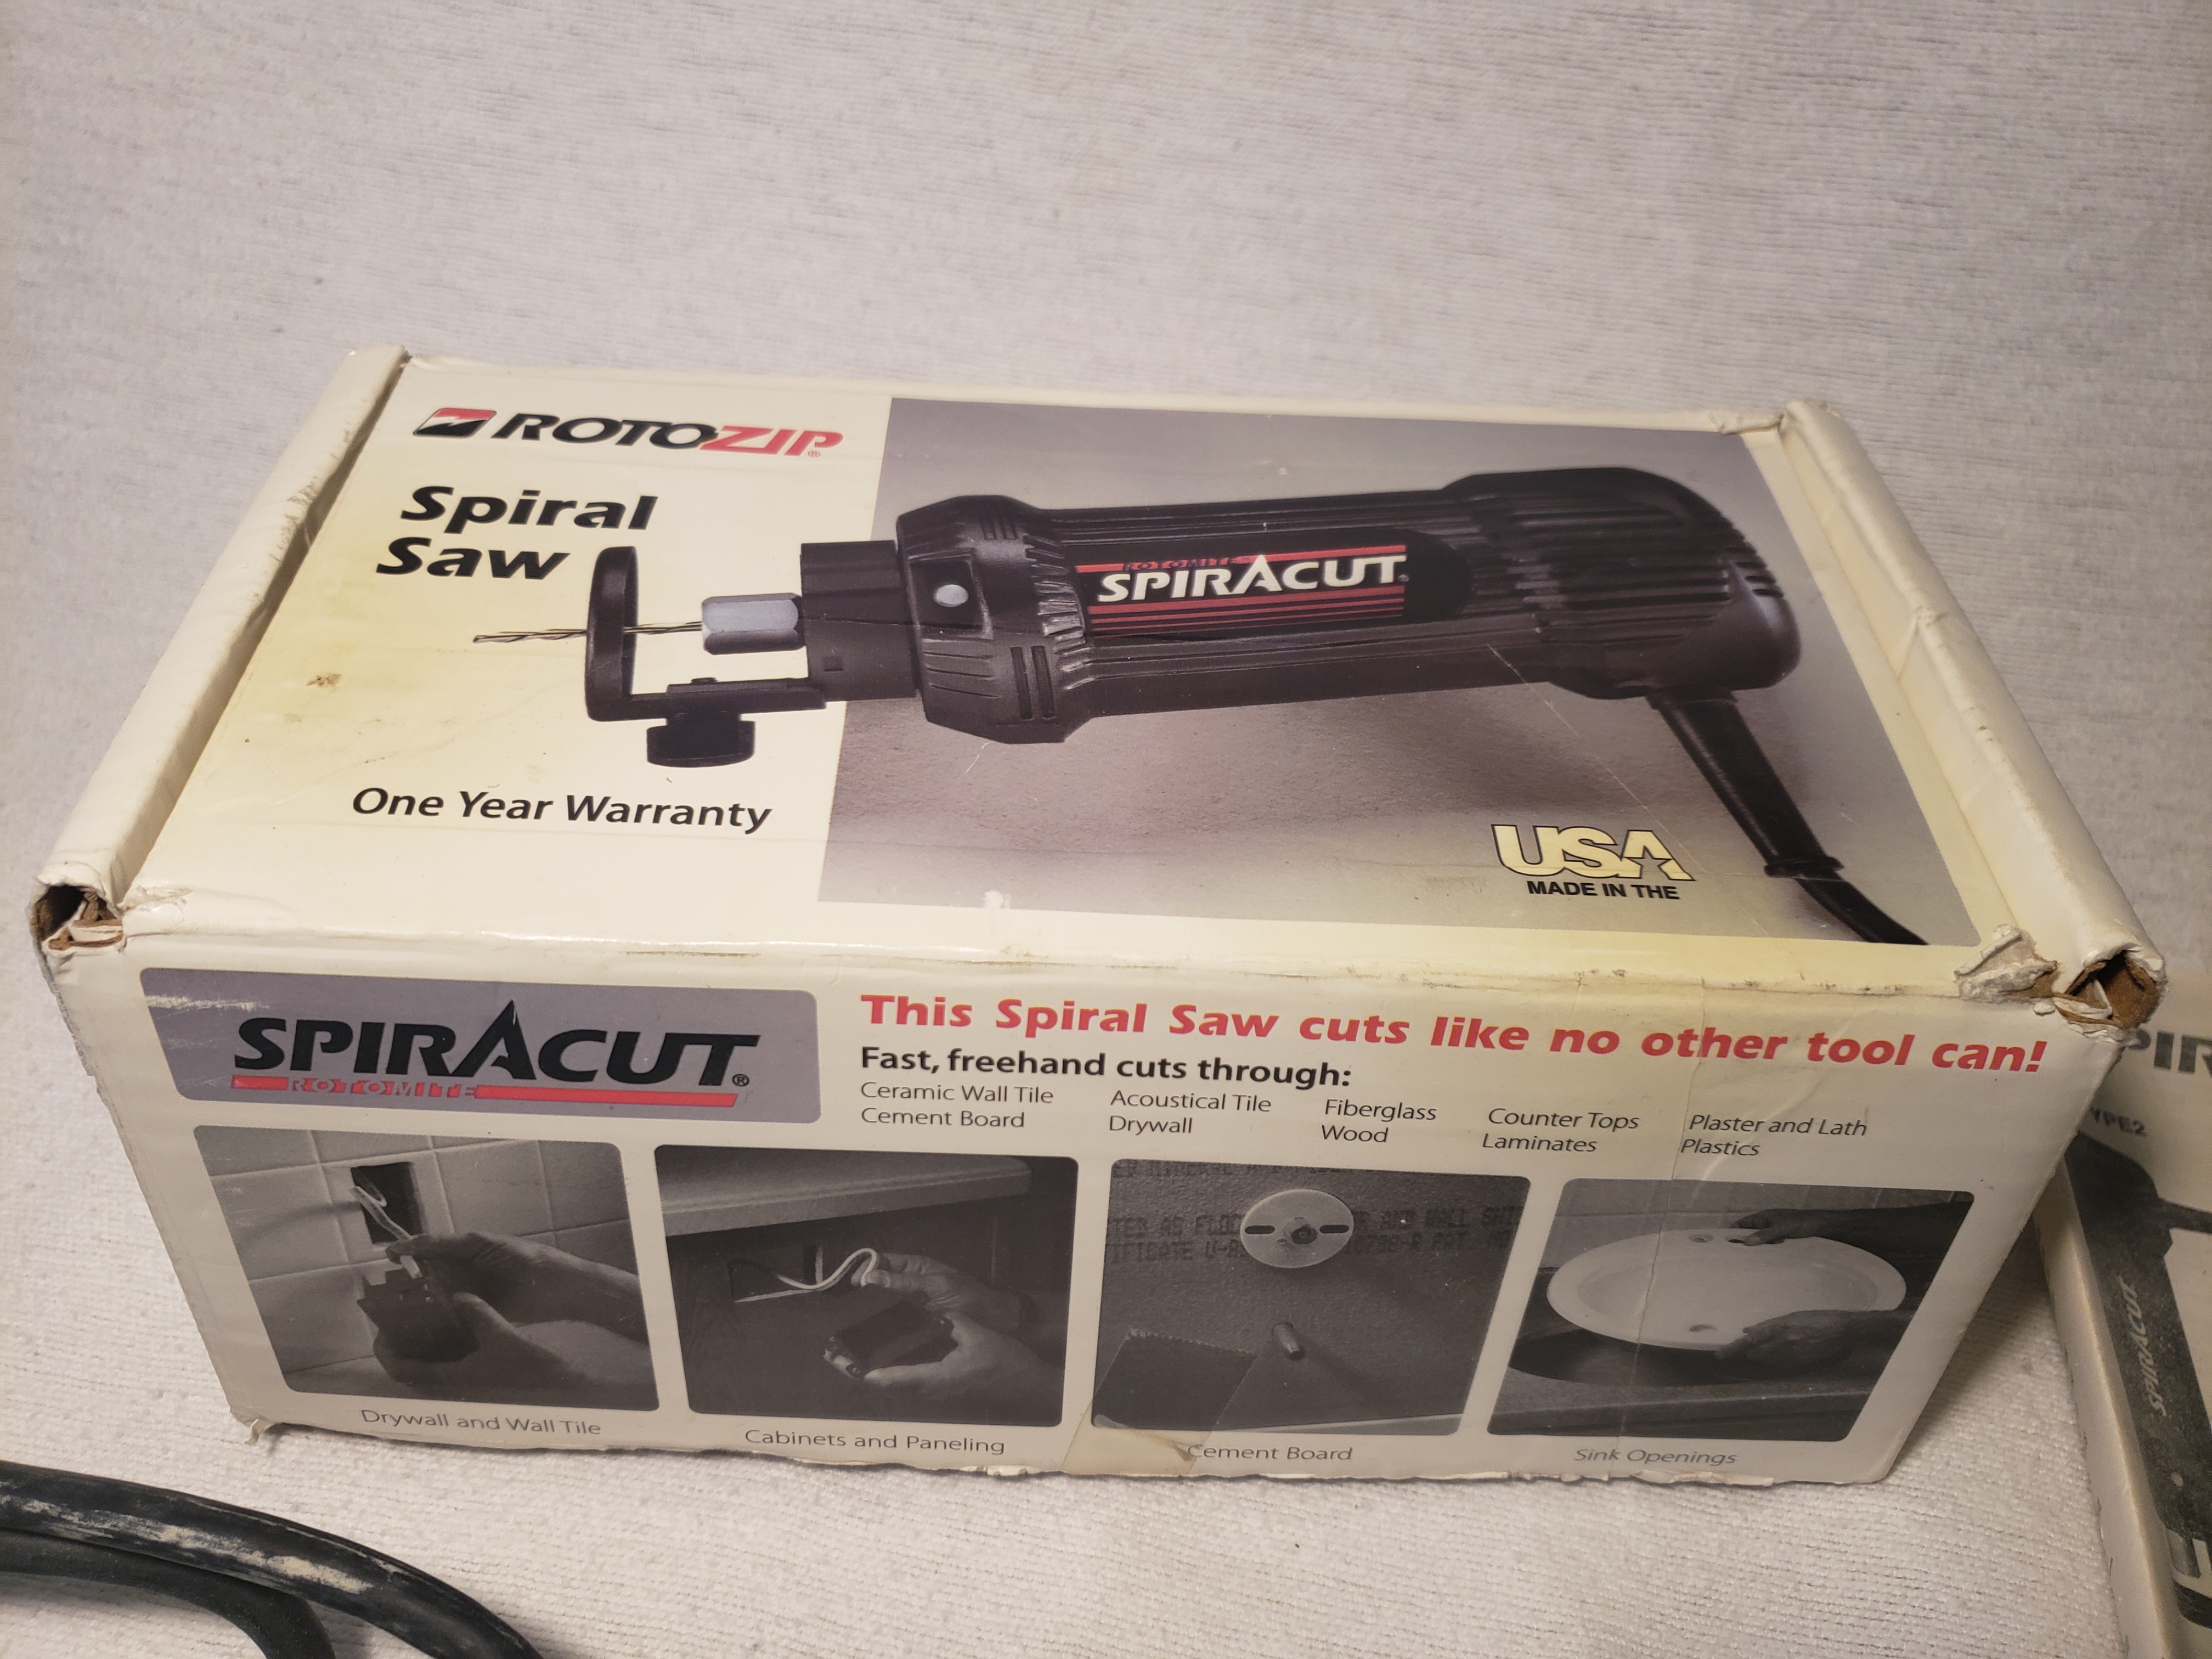 ROTOZIP®
Spiral
Saw
ROTOMITE
SPIRACUT®
One Year Warranty
USA
MADE IN THE
SPIRACUT®
ROTOMITE
This Spiral Saw cuts like no other tool can!
Fast, freehand cuts through:
Ceramic Wall Tile Acoustical Tile Fiberglass Counter Tops Plaster and Lath
Cement Board Drywall Wood Laminates Plastics
AND WALL
Drywall and Wall Tile
Cabinets and Paneling
Cement Board
Sink Openings
SPIRACUT